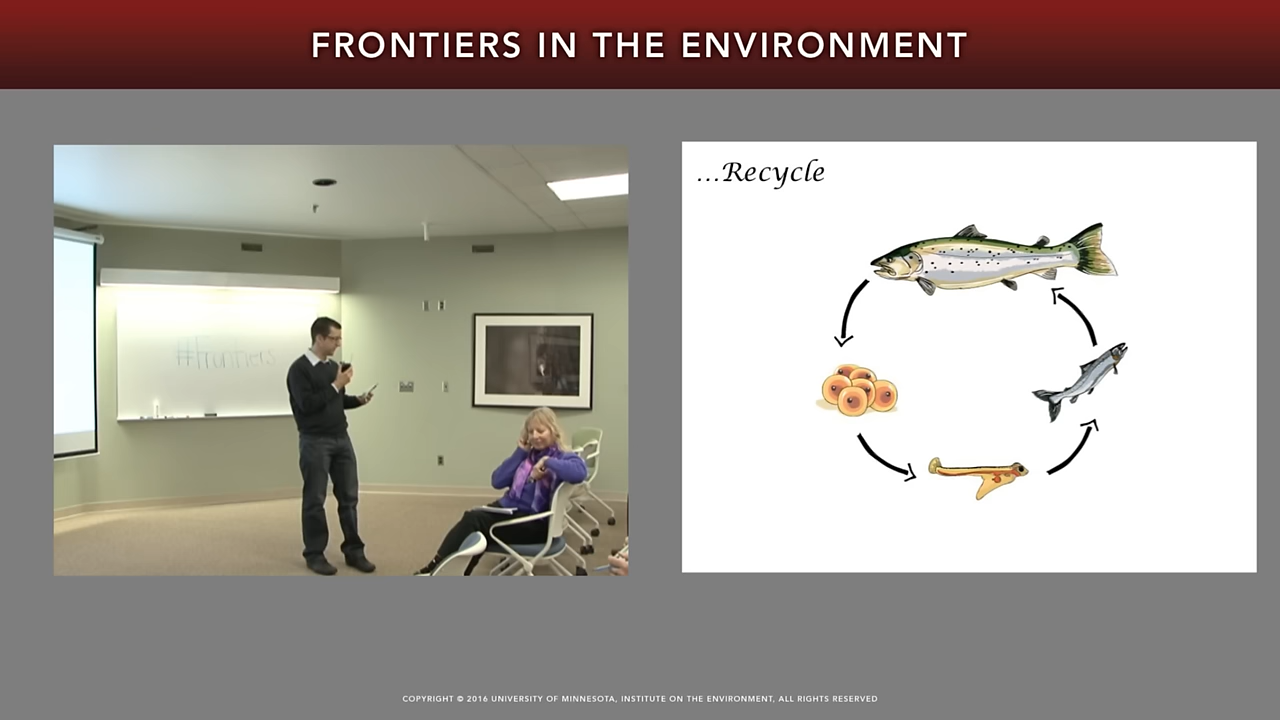 FRONTIERS IN THE ENVIRONMENT
...Recycle
#Frontiers
COPYRIGHT © 2016 UNIVERSITY OF MINNESOTA, INSTITUTE ON THE ENVIRONMENT, ALL RIGHTS RESERVED